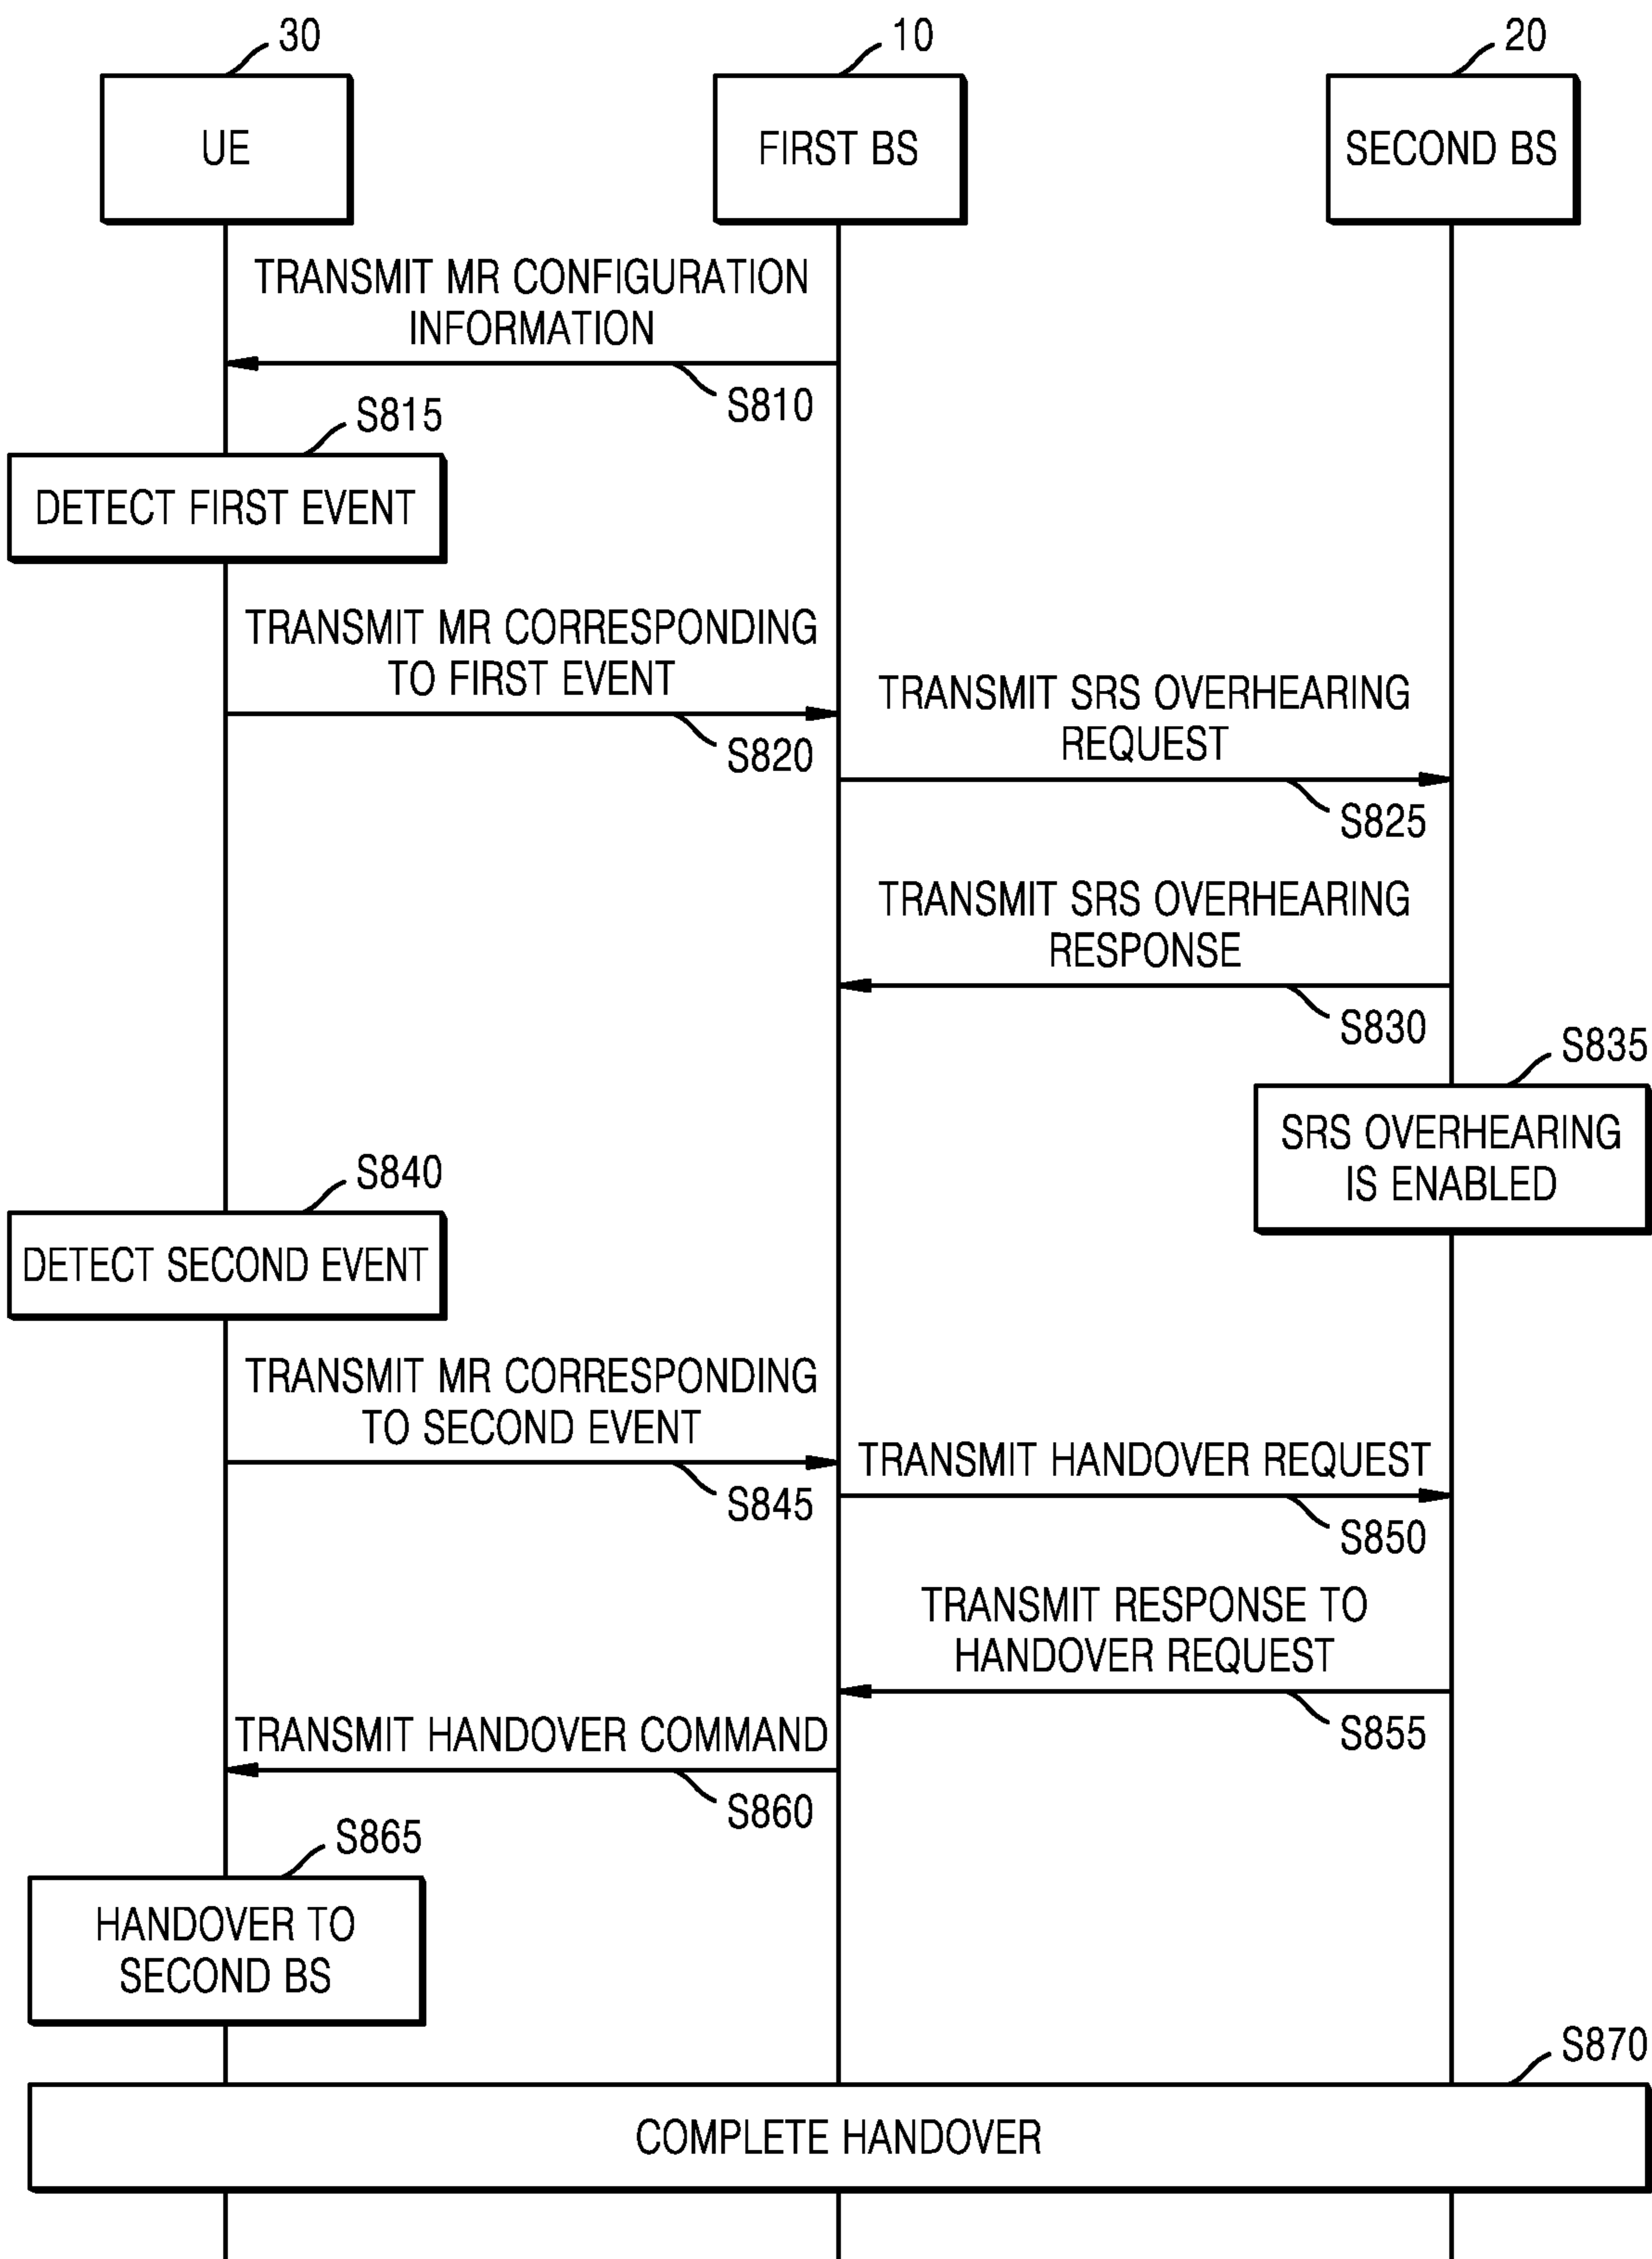 30
10
20
UE
FIRST BS
SECOND BS
TRANSMIT MR CONFIGURATION
INFORMATION
S810
S815
DETECT FIRST EVENT
TRANSMIT MR CORRESPONDING
TO FIRST EVENT
S820
TRANSMIT SRS OVERHEARING
REQUEST
S825
TRANSMIT SRS OVERHEARING
RESPONSE
S830
S835
SRS OVERHEARING
IS ENABLED
S840
DETECT SECOND EVENT
TRANSMIT MR CORRESPONDING
TO SECOND EVENT
S845
TRANSMIT HANDOVER REQUEST
S850
TRANSMIT RESPONSE TO
HANDOVER REQUEST
S855
TRANSMIT HANDOVER COMMAND
S860
S865
HANDOVER TO
SECOND BS
S870
COMPLETE HANDOVER